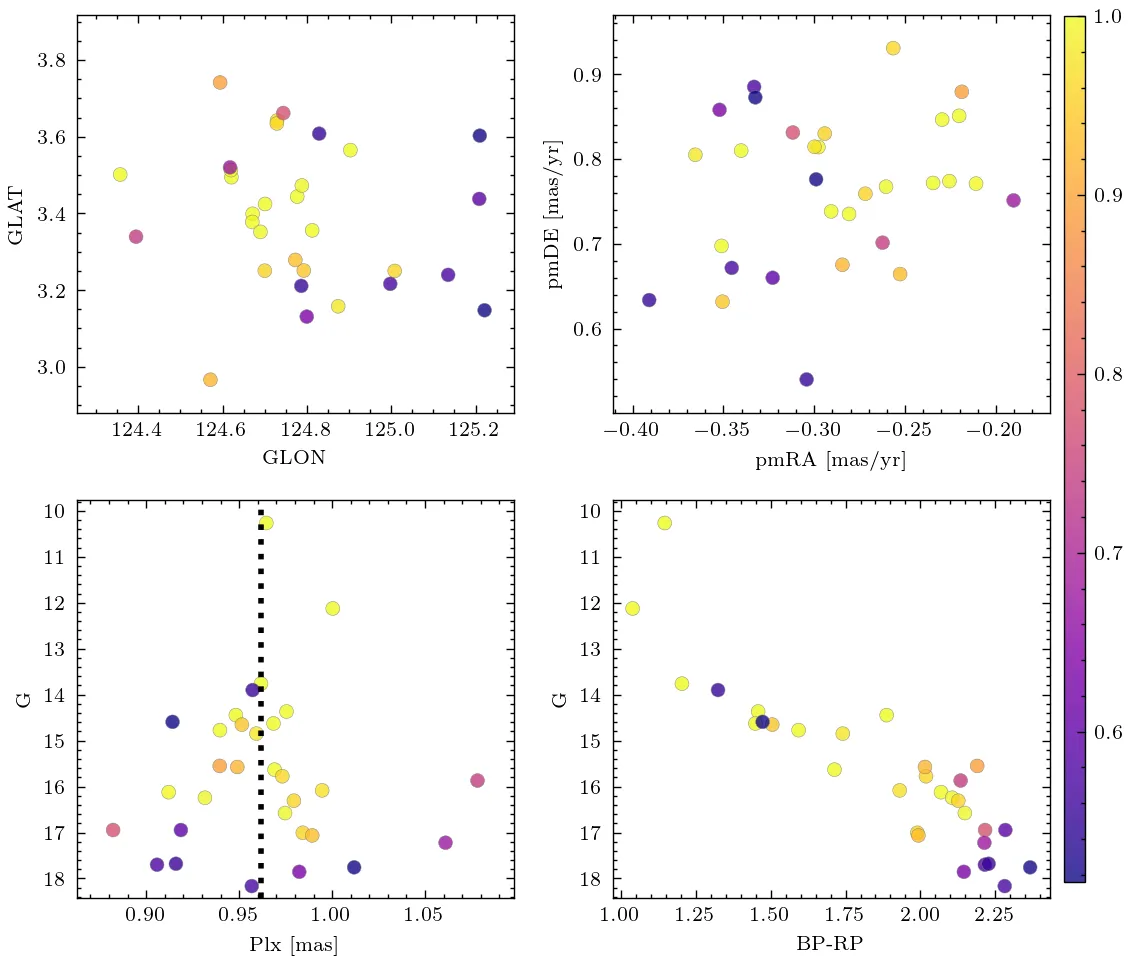 3.8
3.6
3.4
3.2
3.0
GLAT
124.4 124.6 124.8 125.0 125.2
GLON
0.9
0.8
0.7
0.6
pmDE [mas/yr]
−0.40 −0.35 −0.30 −0.25 −0.20
pmRA [mas/yr]
1.0
0.9
0.8
0.7
0.6
10
11
12
13
14
15
16
17
18
G
0.90 0.95 1.00 1.05
Plx [mas]
10
11
12
13
14
15
16
17
18
G
1.00 1.25 1.50 1.75 2.00 2.25
BP-RP